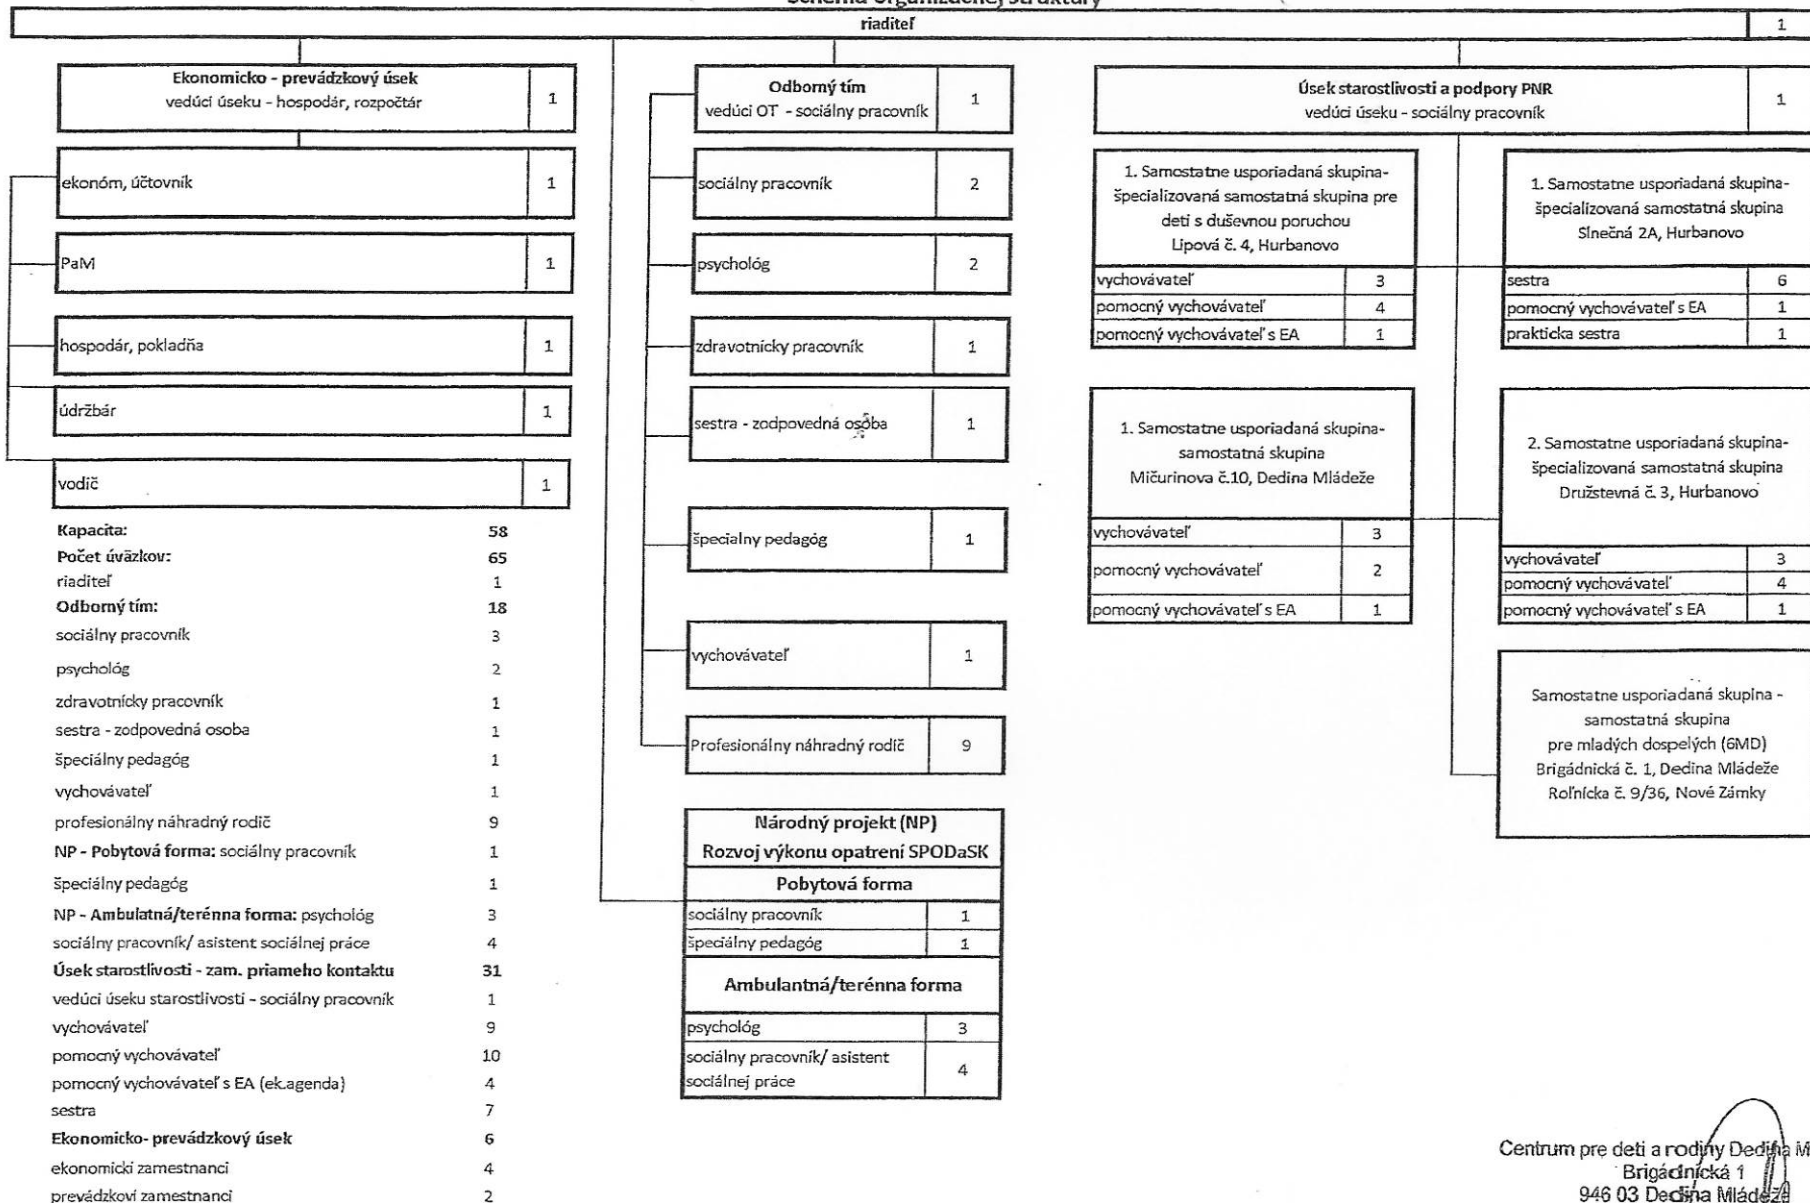 Schéma organizačnej štruktúry
riaditeľ 1
Ekonomicko - prevádzkový úsek
vedúci úseku - hospodár, rozpočtár 1
ekonóm, účtovník 1
PaM 1
hospodár, pokladňa 1
údržbár 1
vodič 1
Kapacita: 58
Počet úväzkov: 65
riaditeľ 1
Odborný tím: 18
sociálny pracovník 3
psychológ 2
zdravotnícky pracovník 1
sestra - zodpovedná osoba 1
špeciálny pedagóg 1
vychovávateľ 1
profesionálny náhradný rodič 9
NP - Pobytová forma: sociálny pracovník 1
špeciálny pedagóg 1
NP - Ambulatná/terénna forma: psychológ 3
sociálny pracovník/ asistent sociálnej práce 4
Úsek starostlivosti - zam. priameho kontaktu 31
vedúci úseku starostlivosti - sociálny pracovník 1
vychovávateľ 9
pomocný vychovávateľ 10
pomocný vychovávateľ s EA (ek.agenda) 4
sestra 7
Ekonomicko- prevádzkový úsek 6
ekonomickí zamestnanci 4
prevádzkoví zamestnanci 2
Odborný tím
vedúci OT - sociálny pracovník 1
sociálny pracovník 2
psychológ 2
zdravotnícky pracovník 1
sestra - zodpovedná osoba 1
špecialny pedagóg 1
vychovávateľ 1
Profesionálny náhradný rodič 9
Národný projekt (NP)
Rozvoj výkonu opatrení SPODaSK
Pobytová forma
sociálny pracovník 1
špeciálny pedagóg 1
Ambulantná/terénna forma
psychológ 3
sociálny pracovník/ asistent
sociálnej práce 4
Úsek starostlivosti a podpory PNR
vedúci úseku - sociálny pracovník 1
1. Samostatne usporiadaná skupina-
špecializovaná samostatná skupina pre
deti s duševnou poruchou
Lipová č. 4, Hurbanovo
vychovávateľ 3
pomocný vychovávateľ 4
pomocný vychovávateľ s EA 1
1. Samostatne usporiadaná skupina-
špecializovaná samostatná skupina
Slnečná 2A, Hurbanovo
sestra 6
pomocný vychovávateľ s EA 1
prakticka sestra 1
1. Samostatne usporiadaná skupina-
samostatná skupina
Mičurinova č.10, Dedina Mládeže
vychovávateľ 3
pomocný vychovávateľ 2
pomocný vychovávateľ s EA 1
2. Samostatne usporiadaná skupina-
špecializovaná samostatná skupina
Družstevná č. 3, Hurbanovo
vychovávateľ 3
pomocný vychovávateľ 4
pomocný vychovávateľ s EA 1
Samostatne usporiadaná skupina -
samostatná skupina
pre mladých dospelých (6MD)
Brigádnická č. 1, Dedina Mládeže
Roľnícka č. 9/36, Nové Zámky
Centrum pre deti a rodiny Dedina M
Brigádnická 1
946 03 Dedina Mládeže